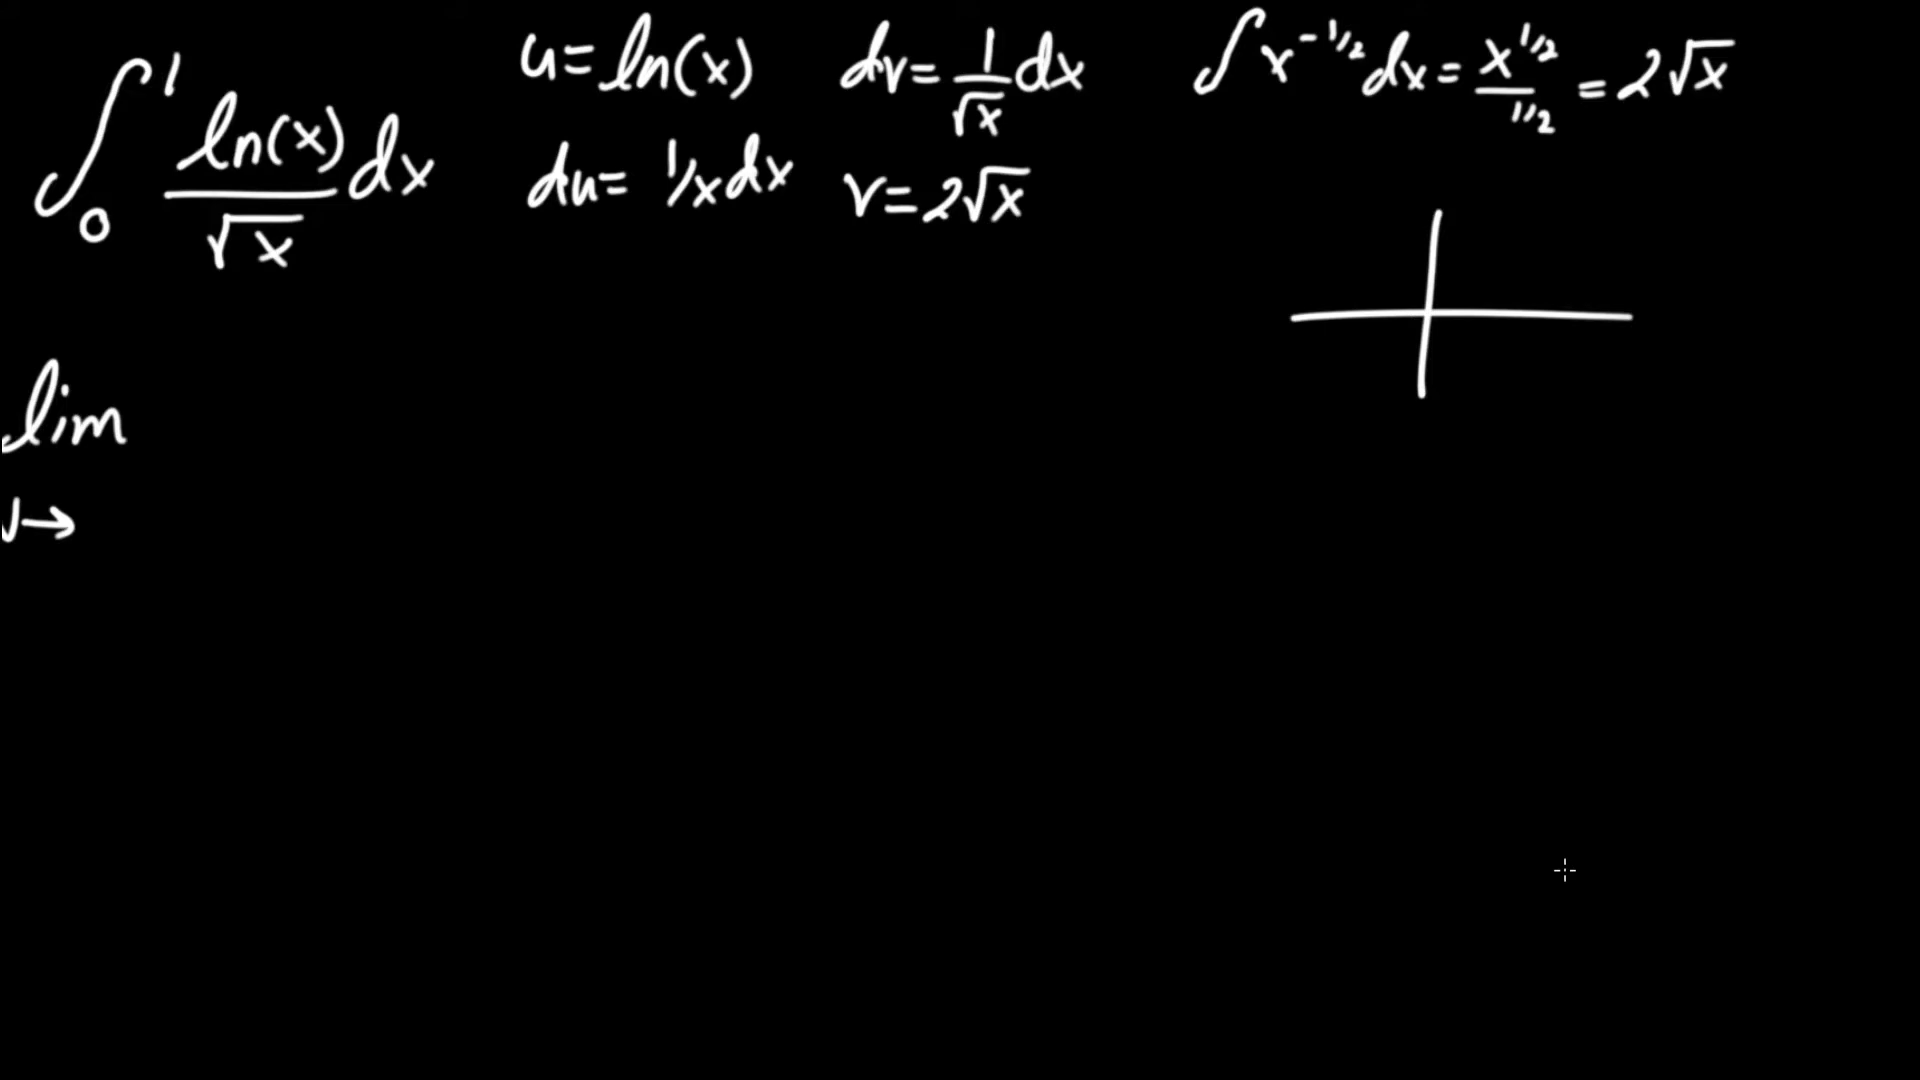 ∫₀¹ ln(x)/√x dx
u = ln(x) dv = 1/√x dx
du = 1/x dx v = 2√x
∫ x^(-1/2) dx = x^(1/2) / (1/2) = 2√x
lim
→